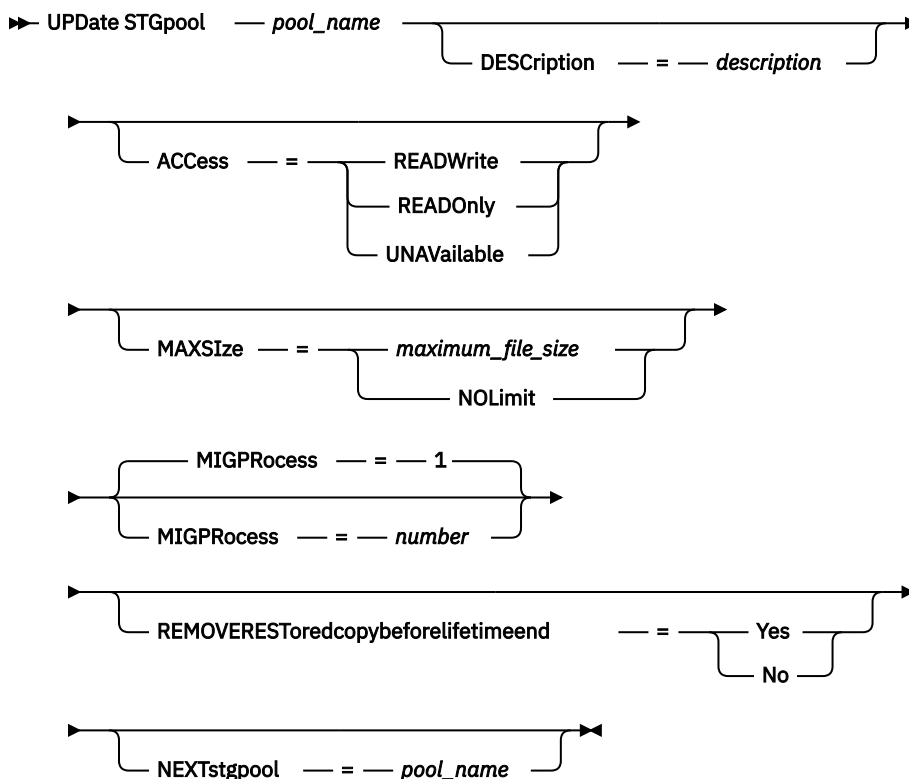 UPDate STGpool — pool_name
DESCription — = — description
ACCess — = — READWrite
READOnly
UNAVailable
MAXSIze — = — maximum_file_size
NOLimit
MIGPRocess — = — 1
MIGPRocess — = — number
REMOVERESToredcopybeforelifetimeend — = — Yes
No
NEXTstgpool — = — pool_name